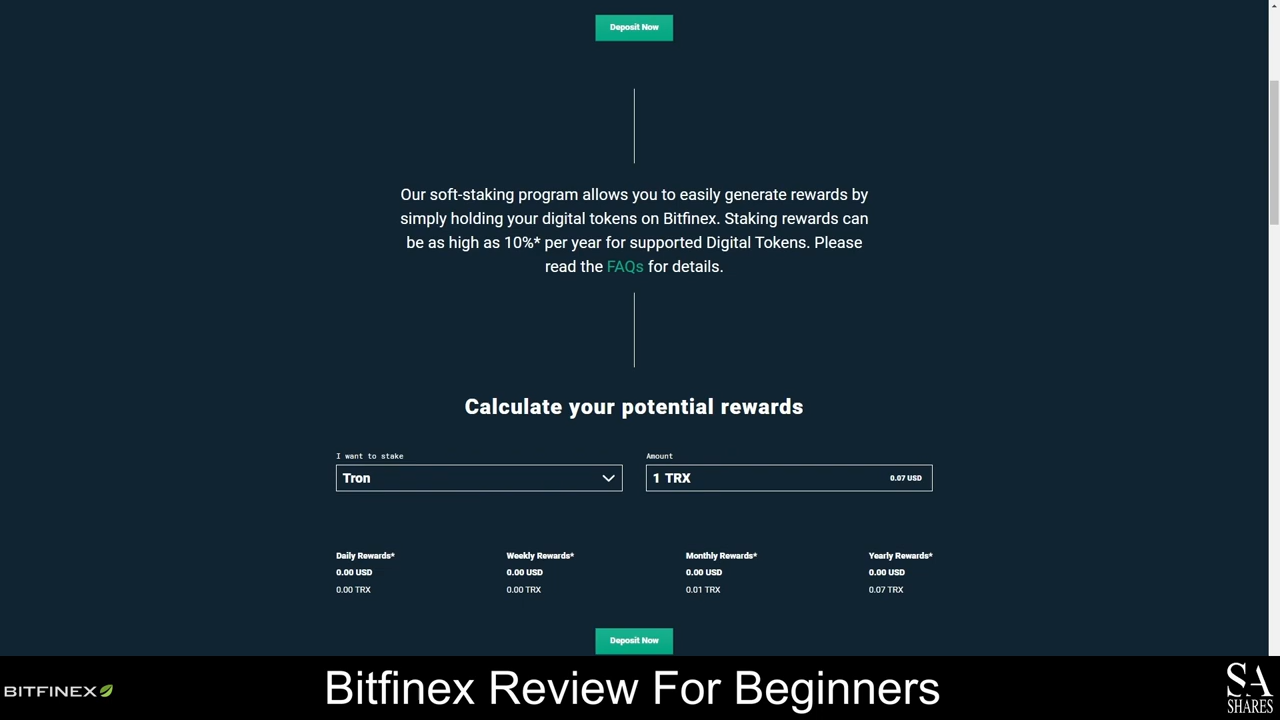 Deposit Now
Our soft-staking program allows you to easily generate rewards by
simply holding your digital tokens on Bitfinex. Staking rewards can
be as high as 10%* per year for supported Digital Tokens. Please
read the FAQs for details.
Calculate your potential rewards
I want to stake
Amount
Tron
1 TRX
0.07 USD
Daily Rewards*
Weekly Rewards*
Monthly Rewards*
Yearly Rewards*
0.00 USD
0.00 USD
0.00 USD
0.00 USD
0.00 TRX
0.00 TRX
0.01 TRX
0.07 TRX
Deposit Now
BITFINEX
Bitfinex Review For Beginners
SA
SHARES